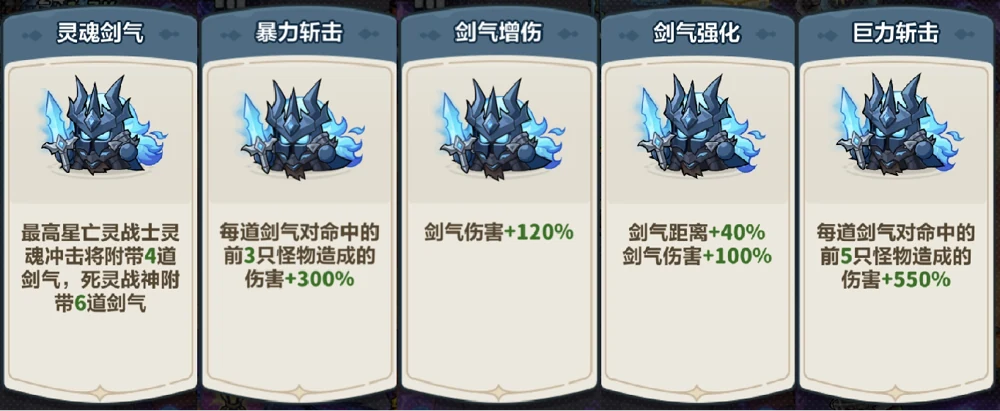 灵魂剑气
最高星亡灵战士灵
魂冲击将附带4道
剑气，死灵战神附
带6道剑气
暴力斩击
每道剑气对命中的
前3只怪物造成的
伤害+300%
剑气增伤
剑气伤害+120%
剑气强化
剑气距离+40%
剑气伤害+100%
巨力斩击
每道剑气对命中的
前5只怪物造成的
伤害+550%